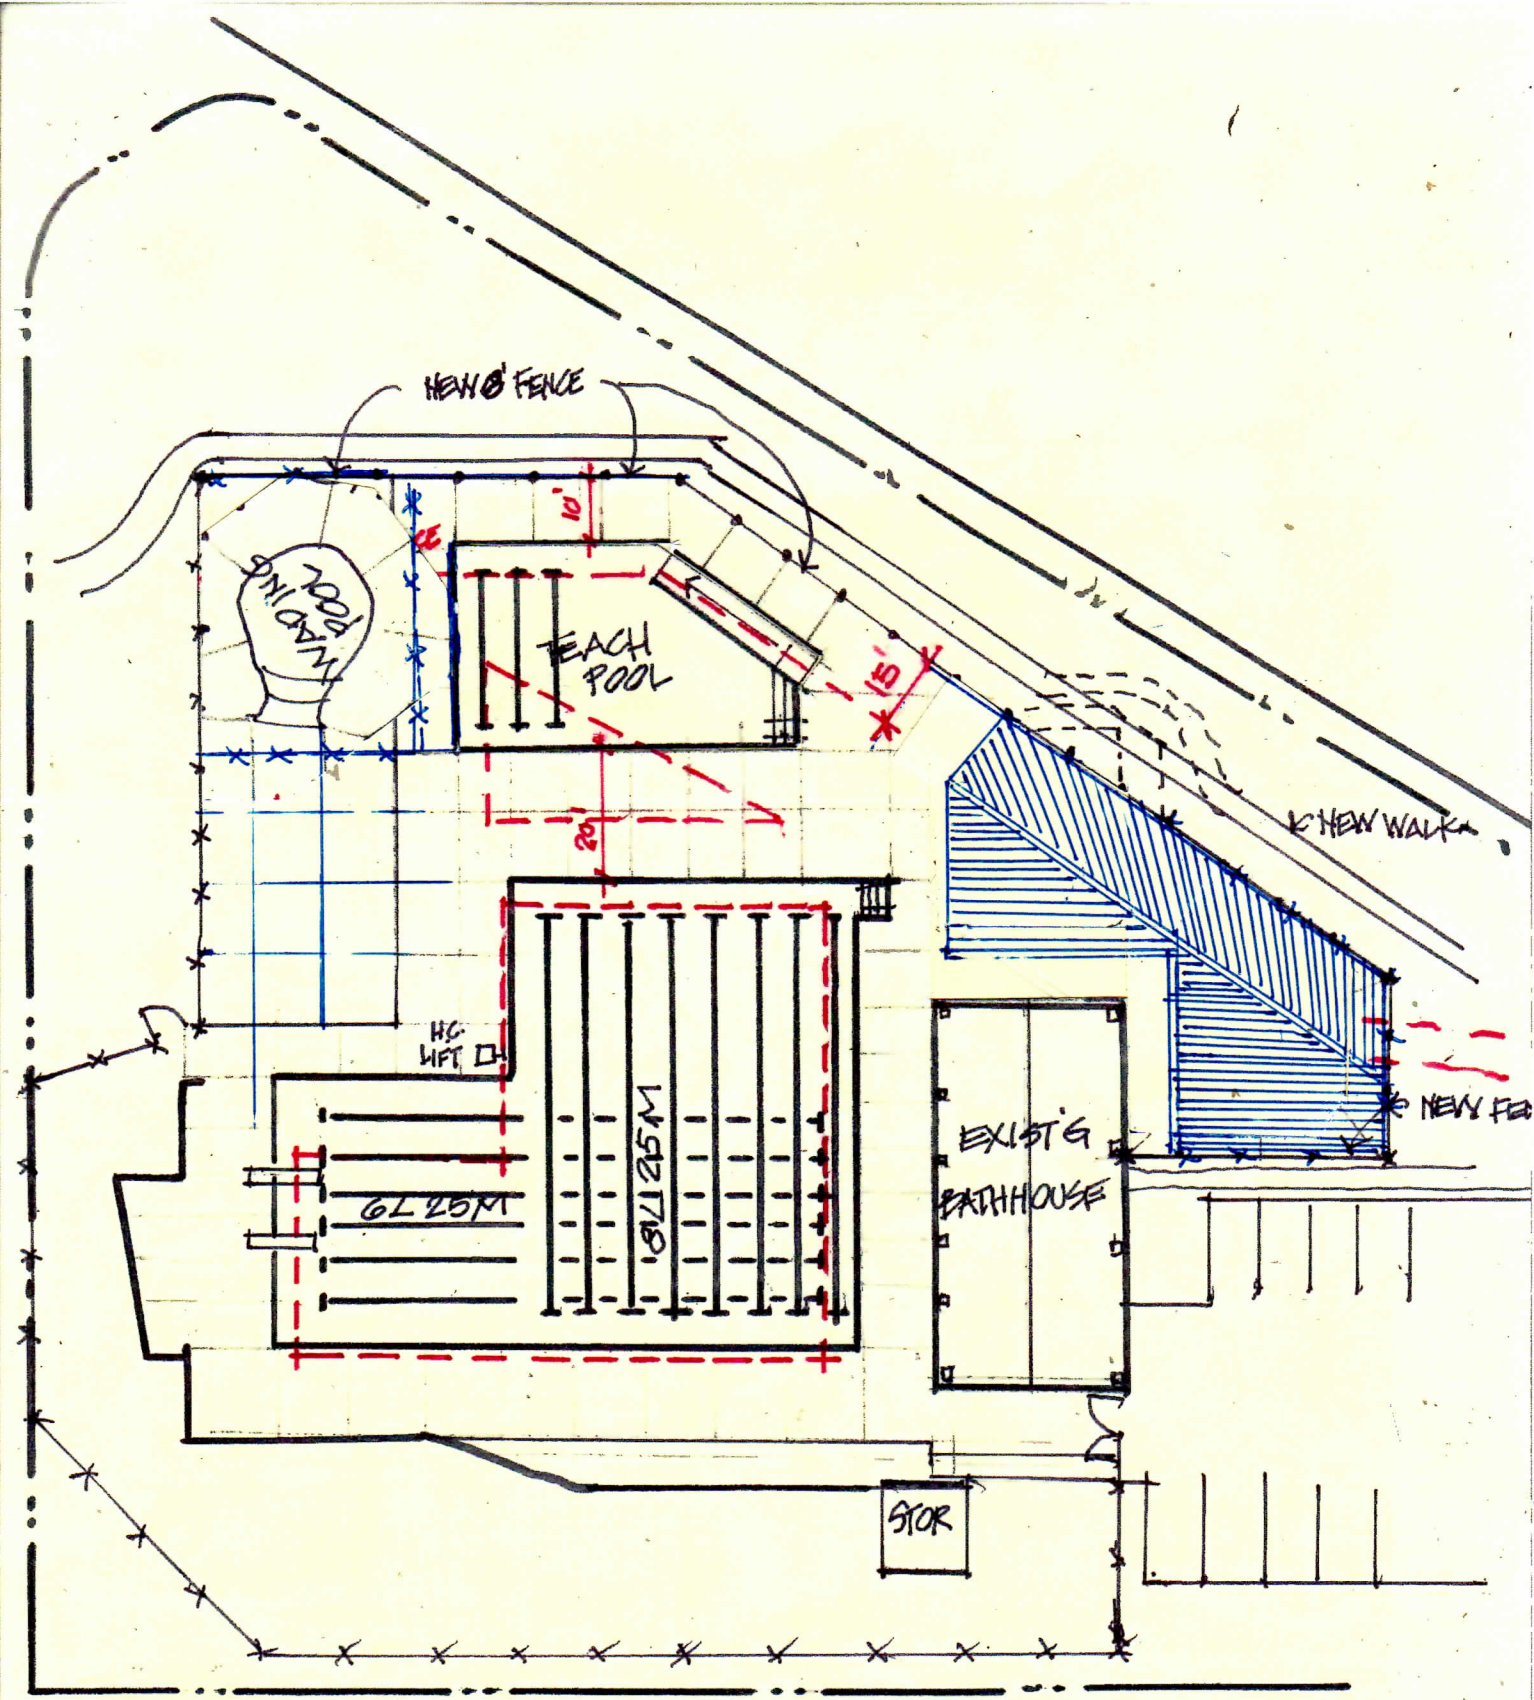 NEW 8' FENCE
10'
CE
WADING
POOL
TEACH
POOL
15'
20'
NEW WALK
H.C.
LIFT
NEW FE
6L 25M
8L 25M
EXIST'G
BATHHOUSE
STOR